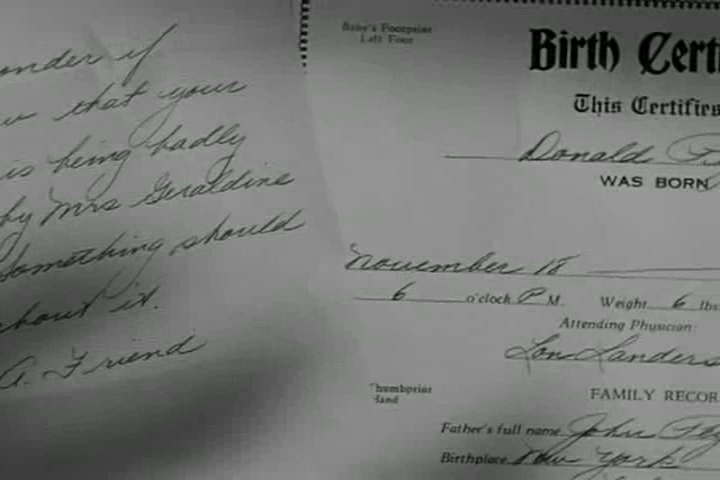 onder if
w that your
is being badly
by Mrs Geraldine
Something should
about it.
A. Friend
Baby's Footprint
Left Foot
Birth Certi
This Certifies
Donald
WAS BORN
November 18
6 o'clock P M. Weight 6 lbs.
Attending Physician:
Lon Landers
Thumbprint
Hand
FAMILY RECOR
Father's full name John
Birthplace New York